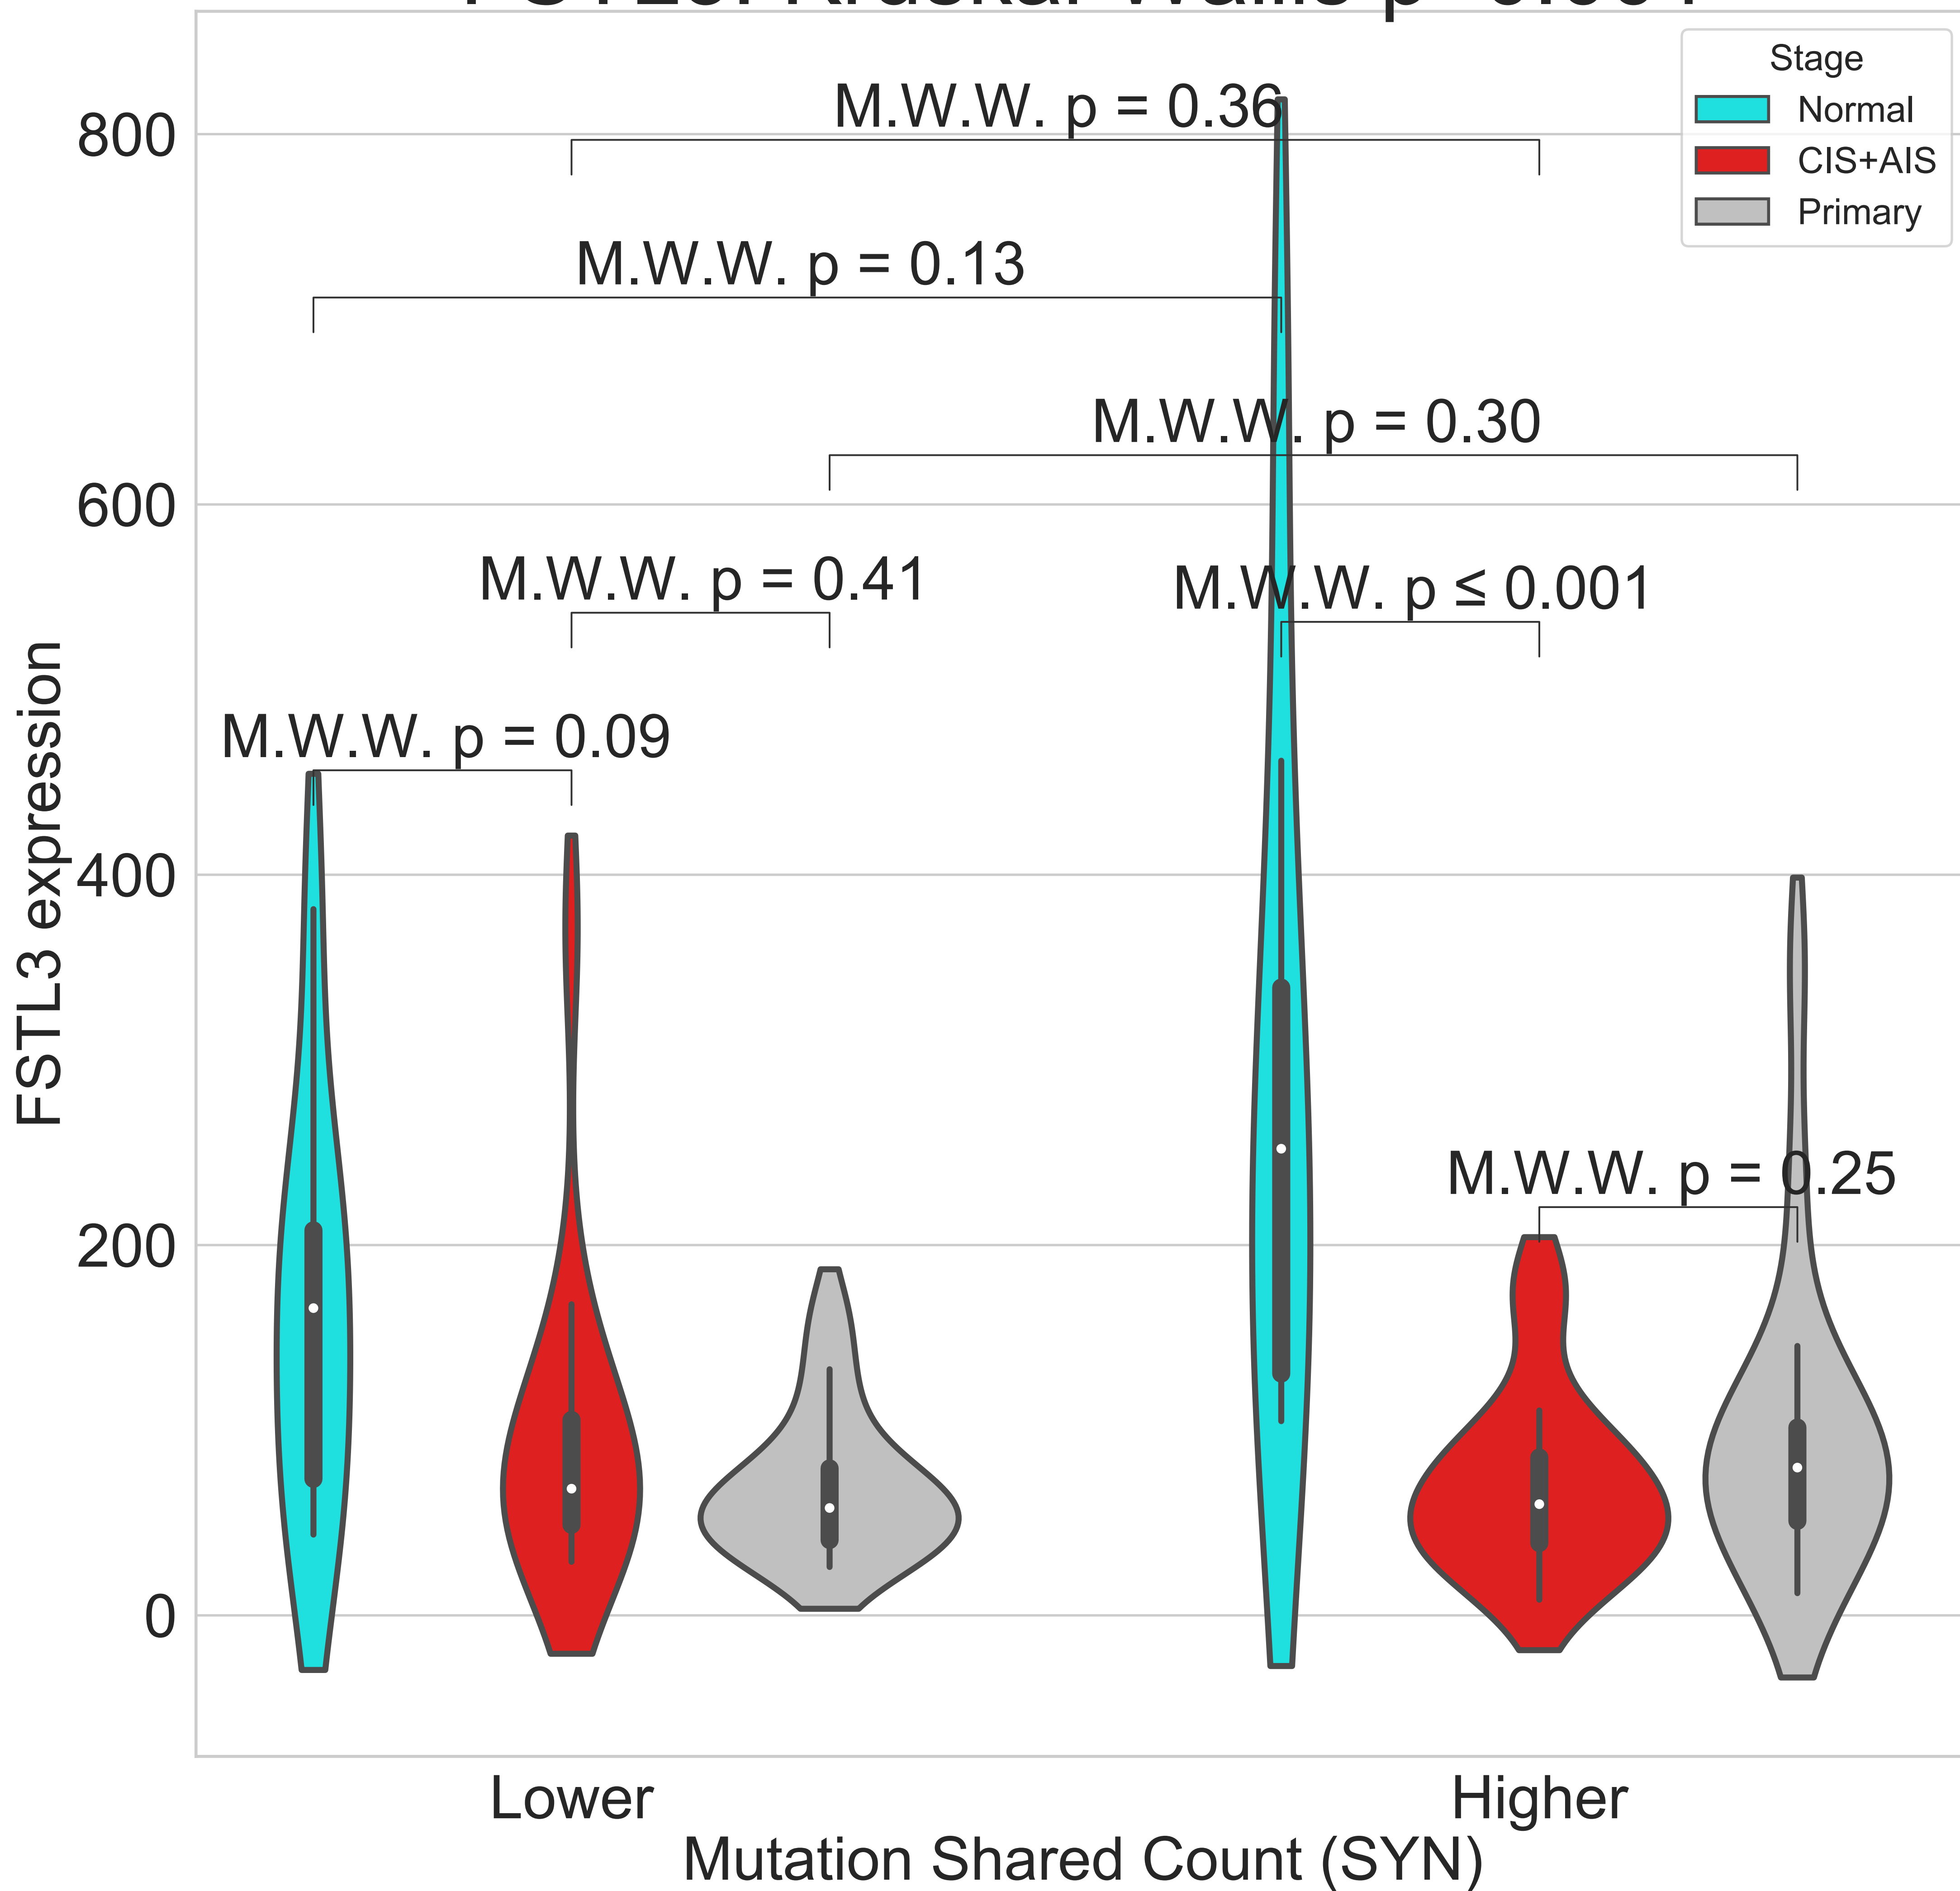 Stage
Normal
CIS+AIS
Primary
M.W.W. p = 0.36
M.W.W. p = 0.13
M.W.W. p = 0.30
M.W.W. p = 0.41
M.W.W. p ≤ 0.001
M.W.W. p = 0.09
M.W.W. p = 0.25
800
600
400
200
0
FSTL3 expression
Lower
Higher
Mutation Shared Count (SYN)